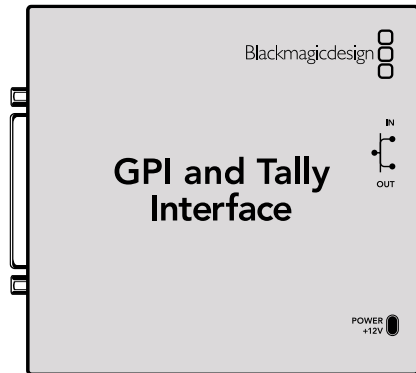 Blackmagicdesign
IN
OUT
GPI and Tally
Interface
POWER
+12V